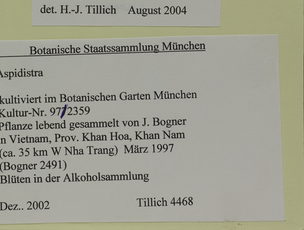 det. H.-J. Tillich August 2004
Botanische Staatssammlung München
Aspidistra
kultiviert im Botanischen Garten München
Kultur-Nr. 97/2359
Pflanze lebend gesammelt von J. Bogner
in Vietnam, Prov. Khan Hoa, Khan Nam
(ca. 35 km W Nha Trang) März 1997
(Bogner 2491)
Blüten in der Alkoholsammlung
Dez.. 2002 Tillich 4468